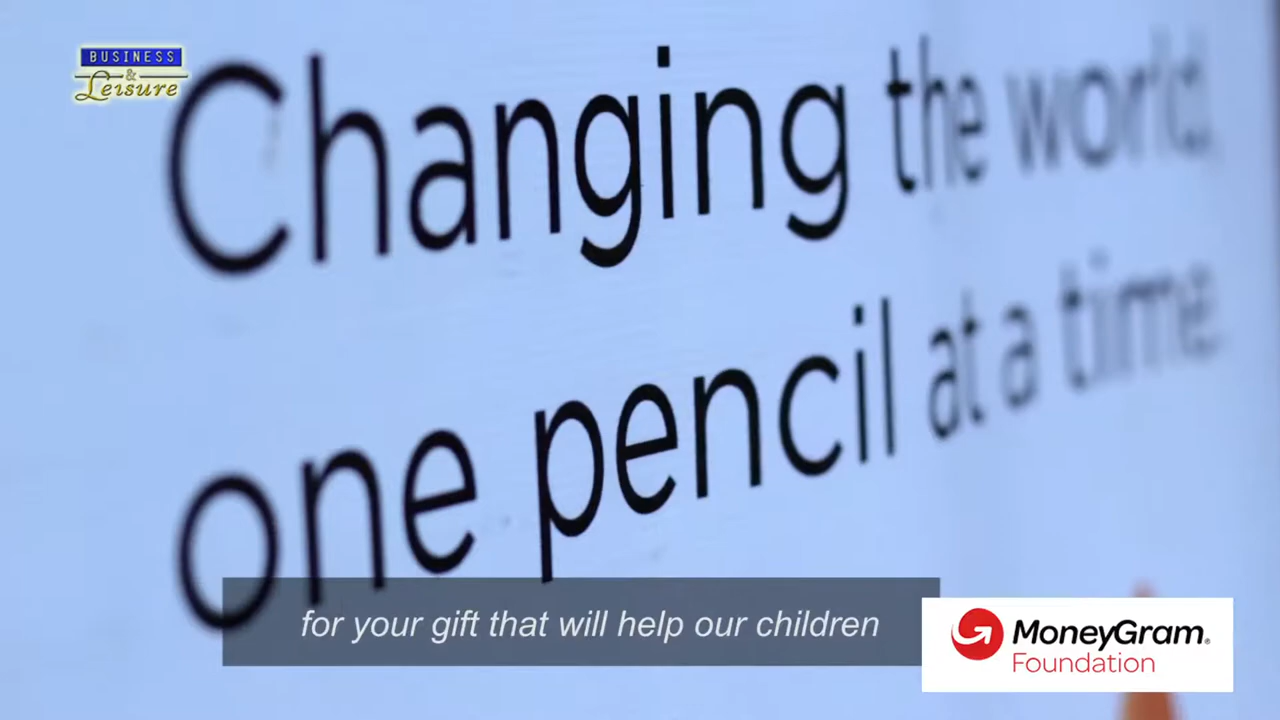 BUSINESS
&
Leisure
Changing the world,
one pencil at a time.
for your gift that will help our children
MoneyGram®
Foundation